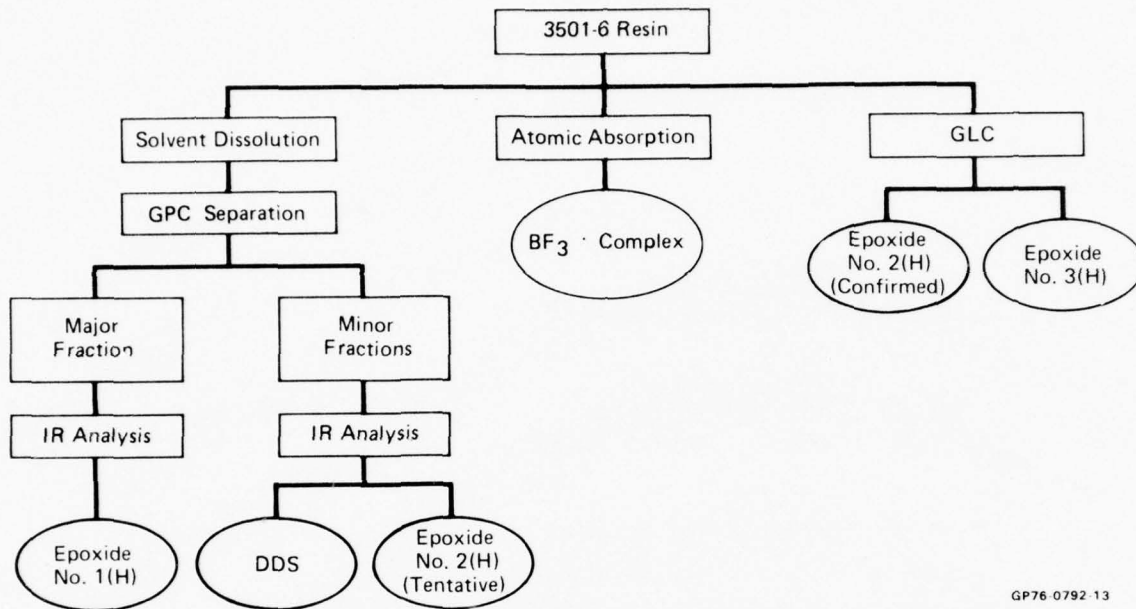 3501-6 Resin
Solvent Dissolution
Atomic Absorption
GLC
GPC Separation
BF3 · Complex
Epoxide
No. 2(H)
(Confirmed)
Epoxide
No. 3(H)
Major
Fraction
Minor
Fractions
IR Analysis
IR Analysis
Epoxide
No. 1(H)
DDS
Epoxide
No. 2(H)
(Tentative)
GP76-0792-13